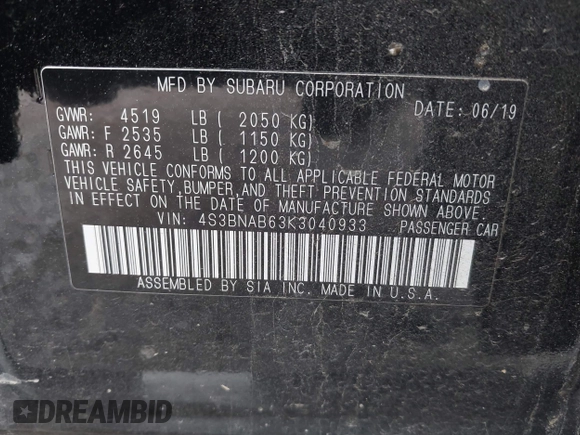 MFD BY SUBARU CORPORATION
GVWR: 4519 LB ( 2050 KG) DATE: 06/19
GAWR: F 2535 LB ( 1150 KG)
GAWR: R 2645 LB ( 1200 KG)
THIS VEHICLE CONFORMS TO ALL APPLICABLE FEDERAL MOTOR
VEHICLE SAFETY,BUMPER,AND THEFT PREVENTION STANDARDS
IN EFFECT ON THE DATE OF MANUFACTURE SHOWN ABOVE.
VIN: 4S3BNAB63K3040933 PASSENGER CAR
ASSEMBLED BY SIA INC. MADE IN U.S.A.
DREAMBID